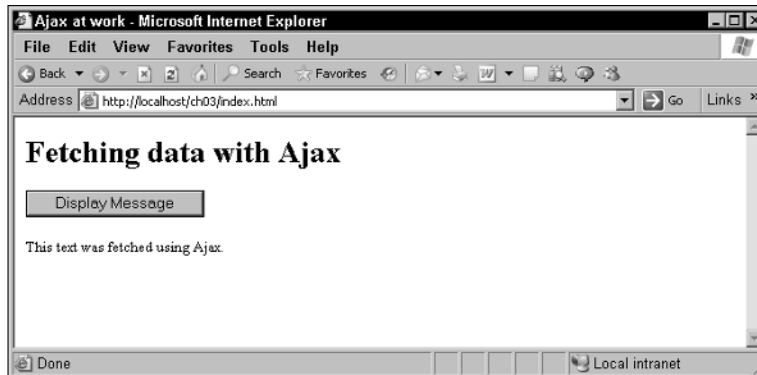 Ajax at work - Microsoft Internet Explorer
File Edit View Favorites Tools Help
Back Search Favorites
Address http://localhost/ch03/index.html Go Links »
Fetching data with Ajax
Display Message
This text was fetched using Ajax.
Done Local intranet